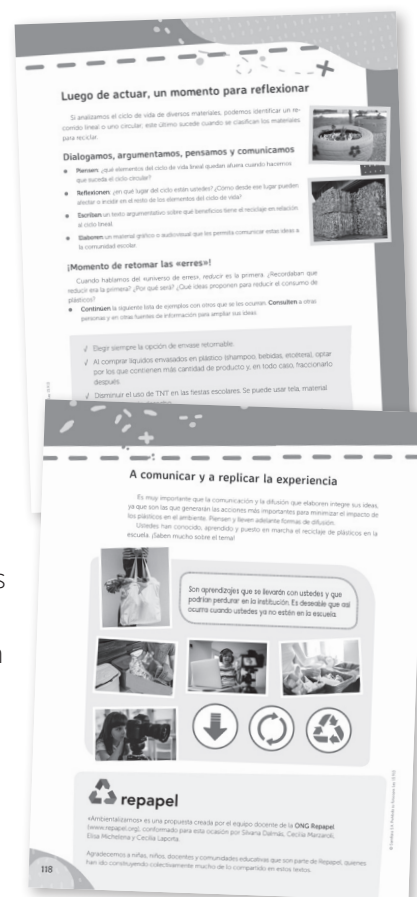 Luego de actuar, un momento para reflexionar
Si analizamos el ciclo de vida de diversos materiales, podemos identificar un re-
corrido lineal o uno circular; este último sucede cuando se clasifican los materiales
para reciclar.
Dialogamos, argumentamos, pensamos y comunicamos
Piensen: ¿qué elementos del ciclo de vida lineal quedan afuera cuando hacemos
que suceda el ciclo circular?
Reflexionen: ¿en qué lugar del ciclo están ustedes? ¿Cómo desde ese lugar pueden
afectar o incidir en el resto de los elementos del ciclo de vida?
Escriban un texto argumentativo sobre qué beneficios tiene el reciclaje en relación
al ciclo lineal.
Elaboren un material gráfico o audiovisual que les permita comunicar estas ideas a
la comunidad escolar.
¡Momento de retomar las «erres»!
Cuando hablamos del «universo de erres», reducir es la primera. ¿Recordaban que
reducir era la primera? ¿Por qué será? ¿Qué ideas proponen para reducir el consumo de
plásticos?
Continúen la siguiente lista de ejemplos con otros que se les ocurran. Consulten a otras
personas y en otras fuentes de información para ampliar sus ideas.
√ Elegir siempre la opción de envase retornable.
√ Al comprar líquidos envasados en plástico (shampoo, bebidas, etcétera), optar
por los que contienen más cantidad de producto y, en todo caso, fraccionarlo
después.
√ Disminuir el uso de TNT en las fiestas escolares. Se puede usar tela, material
s
n
A comunicar y a replicar la experiencia
Es muy importante que la comunicación y la difusión que elaboren integre sus ideas,
ya que son las que generarán las acciones más importantes para minimizar el impacto de
los plásticos en el ambiente. Piensen y lleven adelante formas de difusión.
Ustedes han conocido, aprendido y puesto en marcha el reciclaje de plásticos en la
escuela. ¡Saben mucho sobre el tema!
Son aprendizajes que se llevarán con ustedes y que
podrían perdurar en la institución. Es deseable que así
ocurra cuando ustedes ya no estén en la escuela.
repapel
«Ambientalizamos» es una propuesta creada por el equipo docente de la ONG Repapel
(www.repapel.org), conformado para esta ocasión por Silvana Dalmás, Cecilia Manzaroli,
Elisa Michelena y Cecilia Laporta.
Agradecemos a niñas, niños, docentes y comunidades educativas que son parte de Repapel, quienes
han ido construyendo colectivamente mucho de lo compartido en estos textos.
118